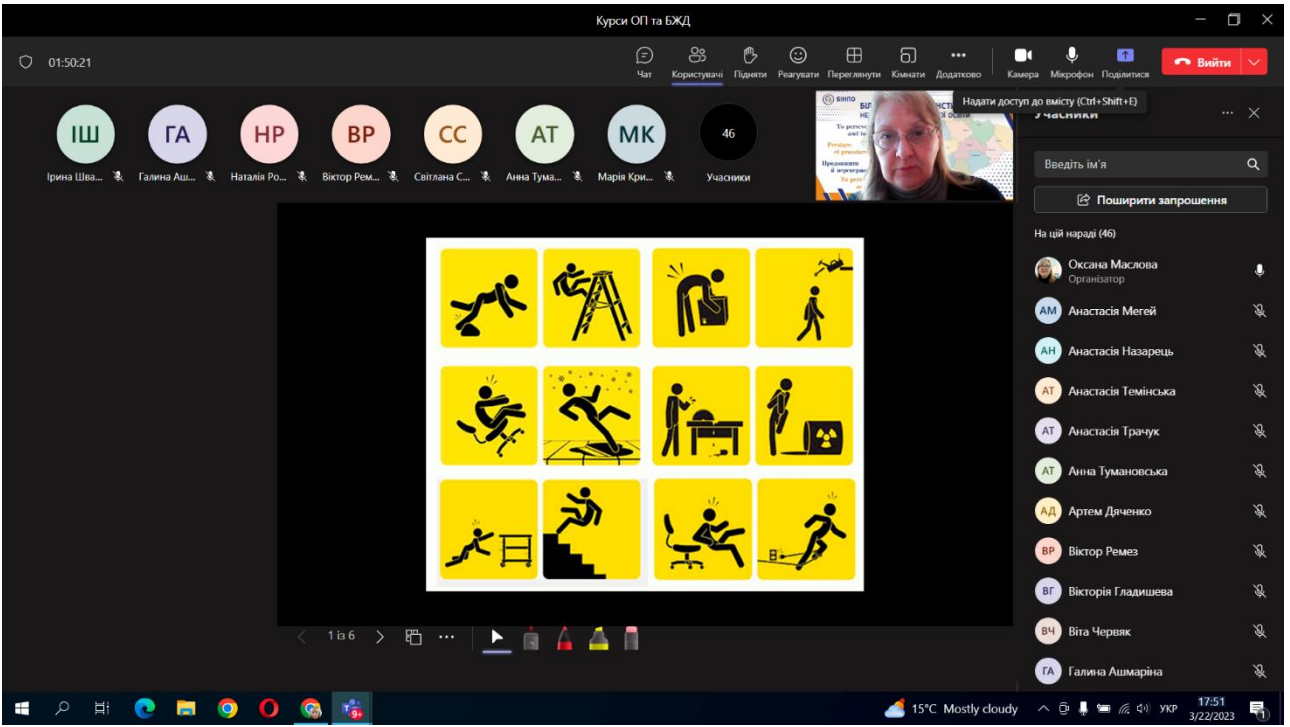 Курси ОП та БЖД
01:50:21
Чат
Користувачі
Підняти
Реагувати
Переглянути
Кімнати
Додатково
Камера
Мікрофон
Поділитися
Вийти
Надати доступ до вмісту (Ctrl+Shift+E)
ІШ
ГА
НР
ВР
СС
АТ
МК
46
Ірина Шва...
Галина Аш...
Наталія Ро...
Віктор Рем...
Світлана С...
Анна Тума...
Марія Кри...
Учасники
БІНПО
Учасники
Введіть ім'я
Поширити запрошення
На цій нараді (46)
Оксана Маслова
Організатор
АМ Анастасія Мегей
АН Анастасія Назарець
АТ Анастасія Темінська
АТ Анастасія Трачук
АТ Анна Тумановська
АД Артем Дяченко
ВР Віктор Ремез
ВГ Вікторія Гладишева
ВЧ Віта Червяк
ГА Галина Ашмаріна
1 із 6
15°C Mostly cloudy
УКР
17:51
3/22/2023